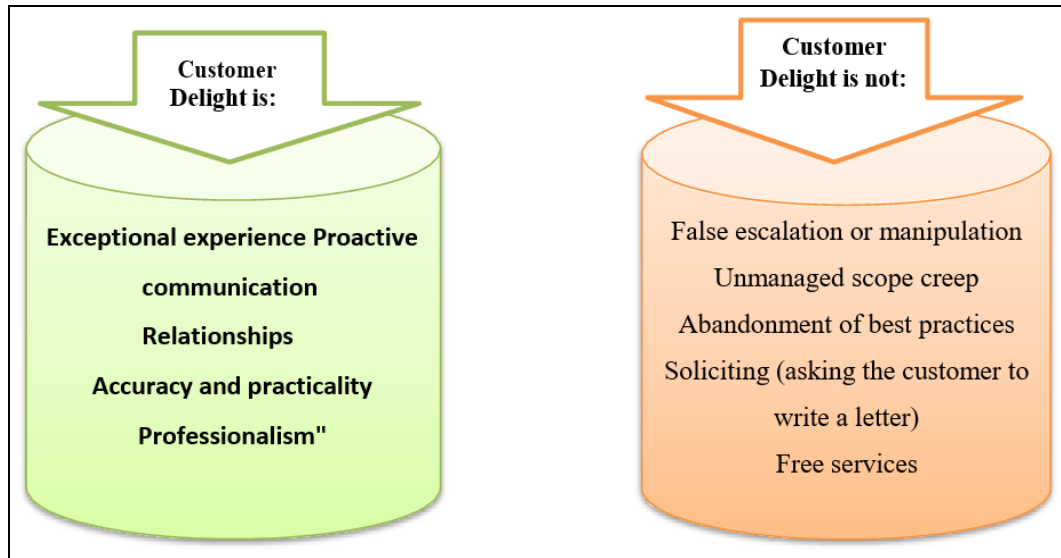 Customer
Delight is:
Exceptional experience Proactive
communication
Relationships
Accuracy and practicality
Professionalism"
Customer
Delight is not:
False escalation or manipulation
Unmanaged scope creep
Abandonment of best practices
Soliciting (asking the customer to
write a letter)
Free services